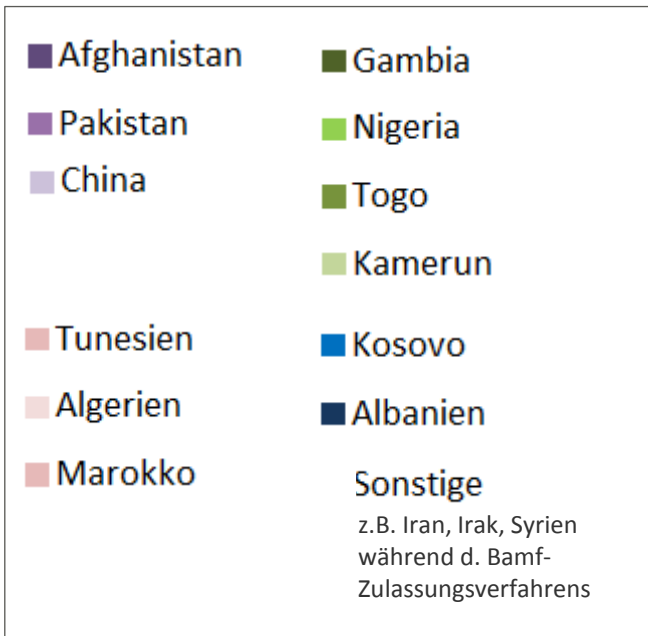 Afghanistan
Pakistan
China
Tunesien
Algerien
Marokko
Gambia
Nigeria
Togo
Kamerun
Kosovo
Albanien
Sonstige
z.B. Iran, Irak, Syrien
während d. Bamf-
Zulassungsverfahrens